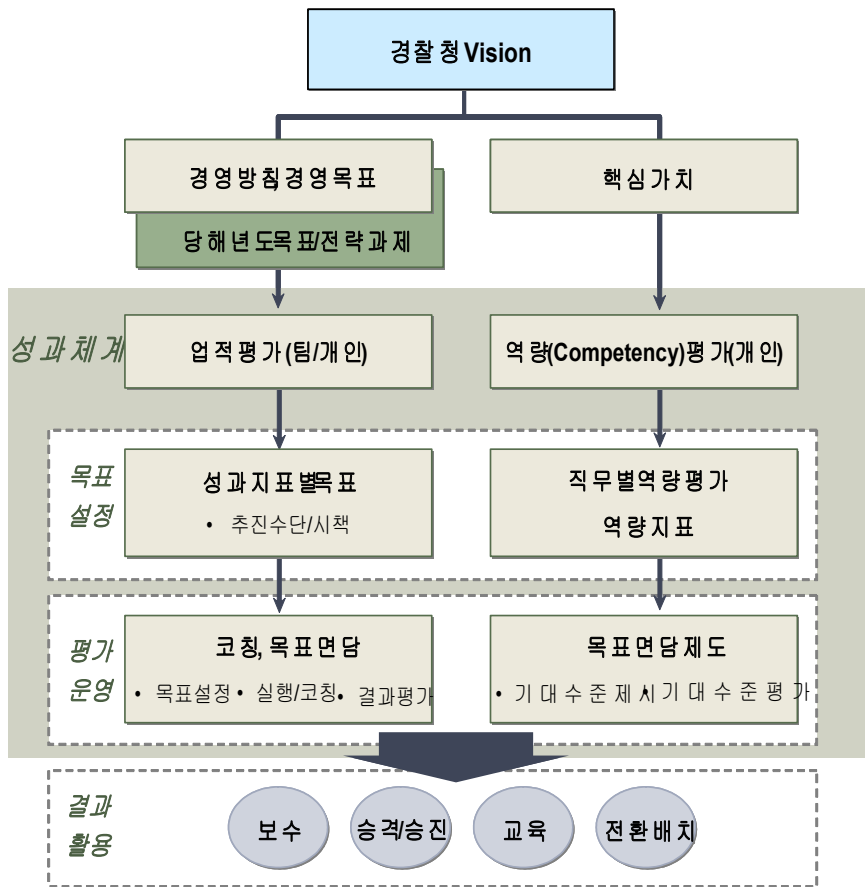 경찰청 Vision
경영방침,경영목표
당해년도목표/전략과제
핵심가치
성과체계
업적평가(팀/개인)
역량(Competency)평가(개인)
목표
설정
성과지표별목표
• 추진수단/시책
직무별역량평가
역량지표
평가
운영
코칭, 목표면담
• 목표설정 • 실행/코칭 • 결과평가
목표면담제도
• 기대수준제시 • 기대수준평가
결과
활용
보수
승격/승진
교육
전환배치